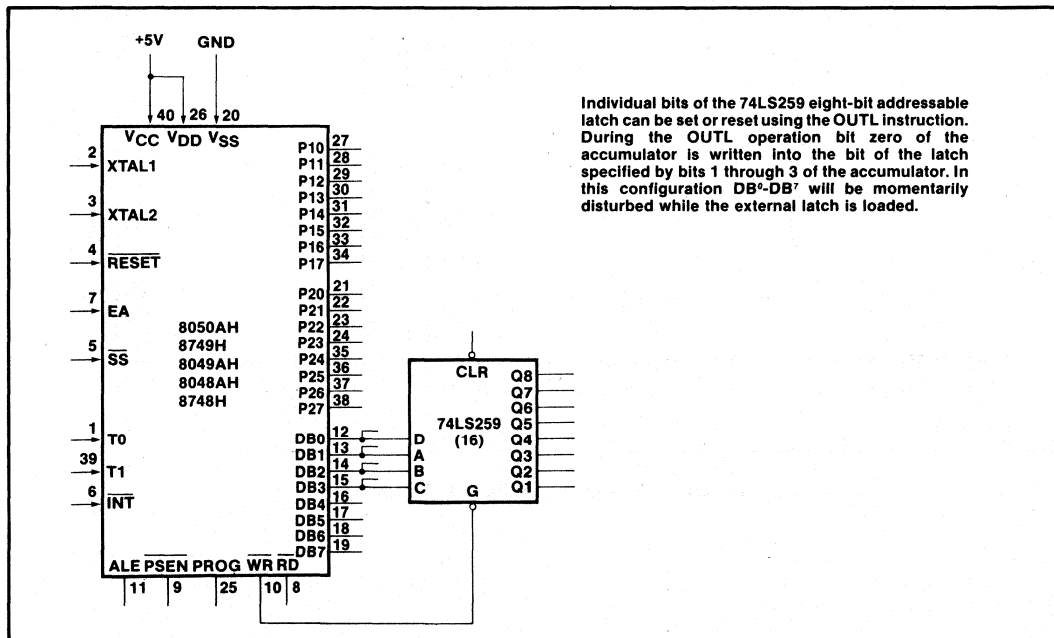 +5V GND
40 26 20
VCC VDD VSS
2 XTAL1
3 XTAL2
4 RESET
7 EA
5 SS
1 T0
39 T1
6 INT
8050AH
8749H
8049AH
8048AH
8748H
P10 27
P11 28
P12 29
P13 30
P14 31
P15 32
P16 33
P17 34
P20 21
P21 22
P22 23
P23 24
P24 35
P25 36
P26 37
P27 38
DB0 12
DB1 13
DB2 14
DB3 15
DB4 16
DB5 17
DB6 18
DB7 19
ALE PSEN PROG WR RD
11 9 25 10 8
CLR
74LS259
(16)
D
A
B
C
G
Q8
Q7
Q6
Q5
Q4
Q3
Q2
Q1
Individual bits of the 74LS259 eight-bit addressable
latch can be set or reset using the OUTL instruction.
During the OUTL operation bit zero of the
accumulator is written into the bit of the latch
specified by bits 1 through 3 of the accumulator. In
this configuration DB⁰-DB⁷ will be momentarily
disturbed while the external latch is loaded.